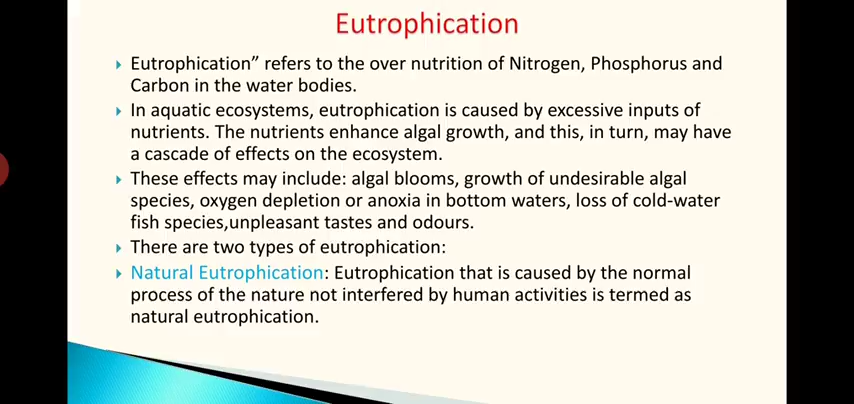 Eutrophication
Eutrophication” refers to the over nutrition of Nitrogen, Phosphorus and
Carbon in the water bodies.
In aquatic ecosystems, eutrophication is caused by excessive inputs of
nutrients. The nutrients enhance algal growth, and this, in turn, may have
a cascade of effects on the ecosystem.
These effects may include: algal blooms, growth of undesirable algal
species, oxygen depletion or anoxia in bottom waters, loss of cold-water
fish species,unpleasant tastes and odours.
There are two types of eutrophication:
Natural Eutrophication: Eutrophication that is caused by the normal
process of the nature not interfered by human activities is termed as
natural eutrophication.